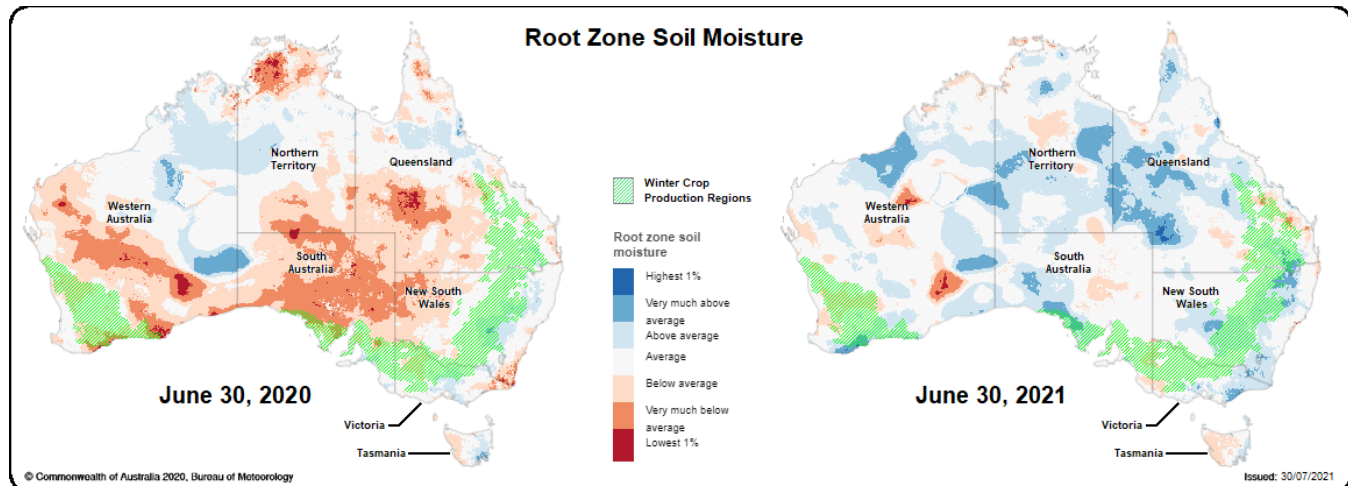 Root Zone Soil Moisture
Northern
Territory
Queensland
Western
Australia
South
Australia
New South
Wales
June 30, 2020
Victoria
Tasmania
© Commonwealth of Australia 2020, Bureau of Meteorology
Winter Crop
Production Regions
Root zone soil
moisture
Highest 1%
Very much above
average
Above average
Average
Below average
Very much below
average
Lowest 1%
Northern
Territory
Queensland
Western
Australia
South
Australia
New South
Wales
June 30, 2021
Victoria
Tasmania
Issued: 30/07/2021